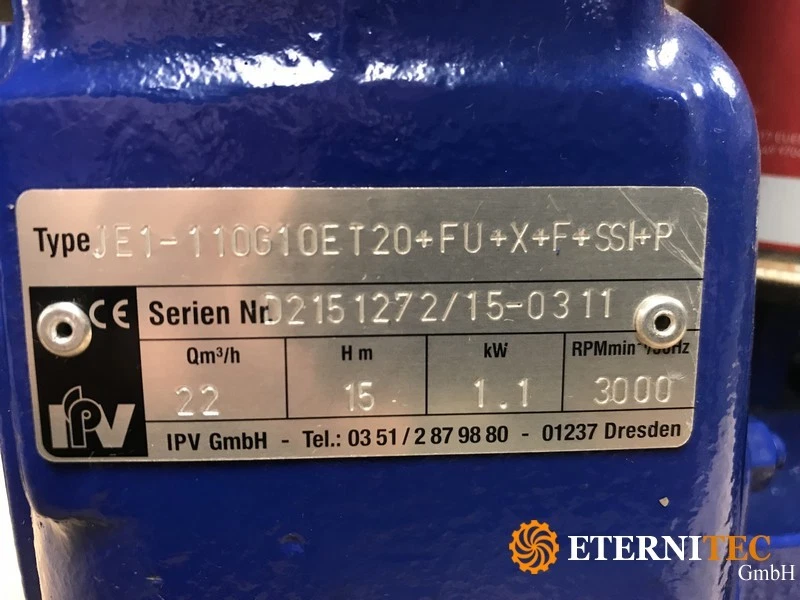 Type JE1-110G10ET20+FU+X+F+SSI+P
CE Serien Nr. D2151272/15-0311
Qm³/h H m kW RPMmin⁻¹/50Hz
22 15 1.1 3000
IPV
IPV GmbH - Tel.: 03 51 / 2 87 98 80 - 01237 Dresden
ETERNITEC
GmbH